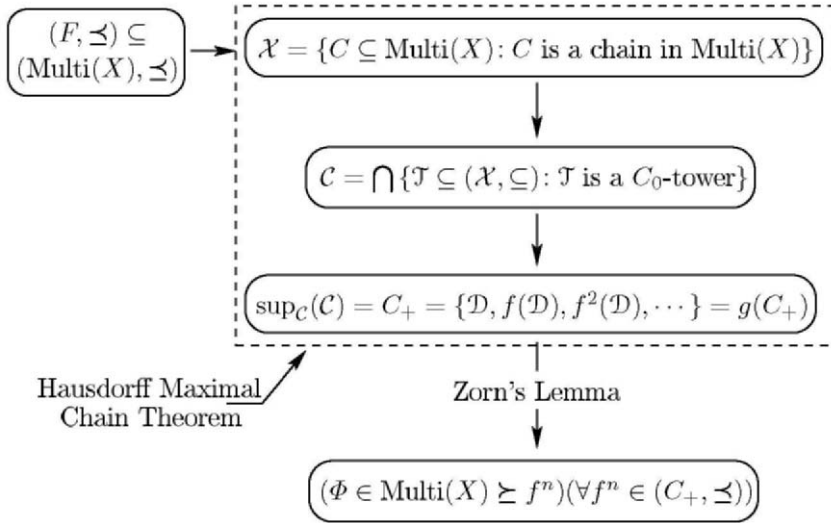 (F, ⪯) ⊆
(Multi(X), ⪯)
𝒳 = {C ⊆ Multi(X): C is a chain in Multi(X)}
𝒞 = ⋂{𝒯 ⊆ (𝒳, ⊆): 𝒯 is a C₀-tower}
sup_𝒞(𝒞) = C₊ = {𝒟, f(𝒟), f²(𝒟), ⋯} = g(C₊)
Hausdorff Maximal
Chain Theorem
Zorn's Lemma
(Φ ∈ Multi(X) ⪰ fⁿ)(∀fⁿ ∈ (C₊, ⪯))